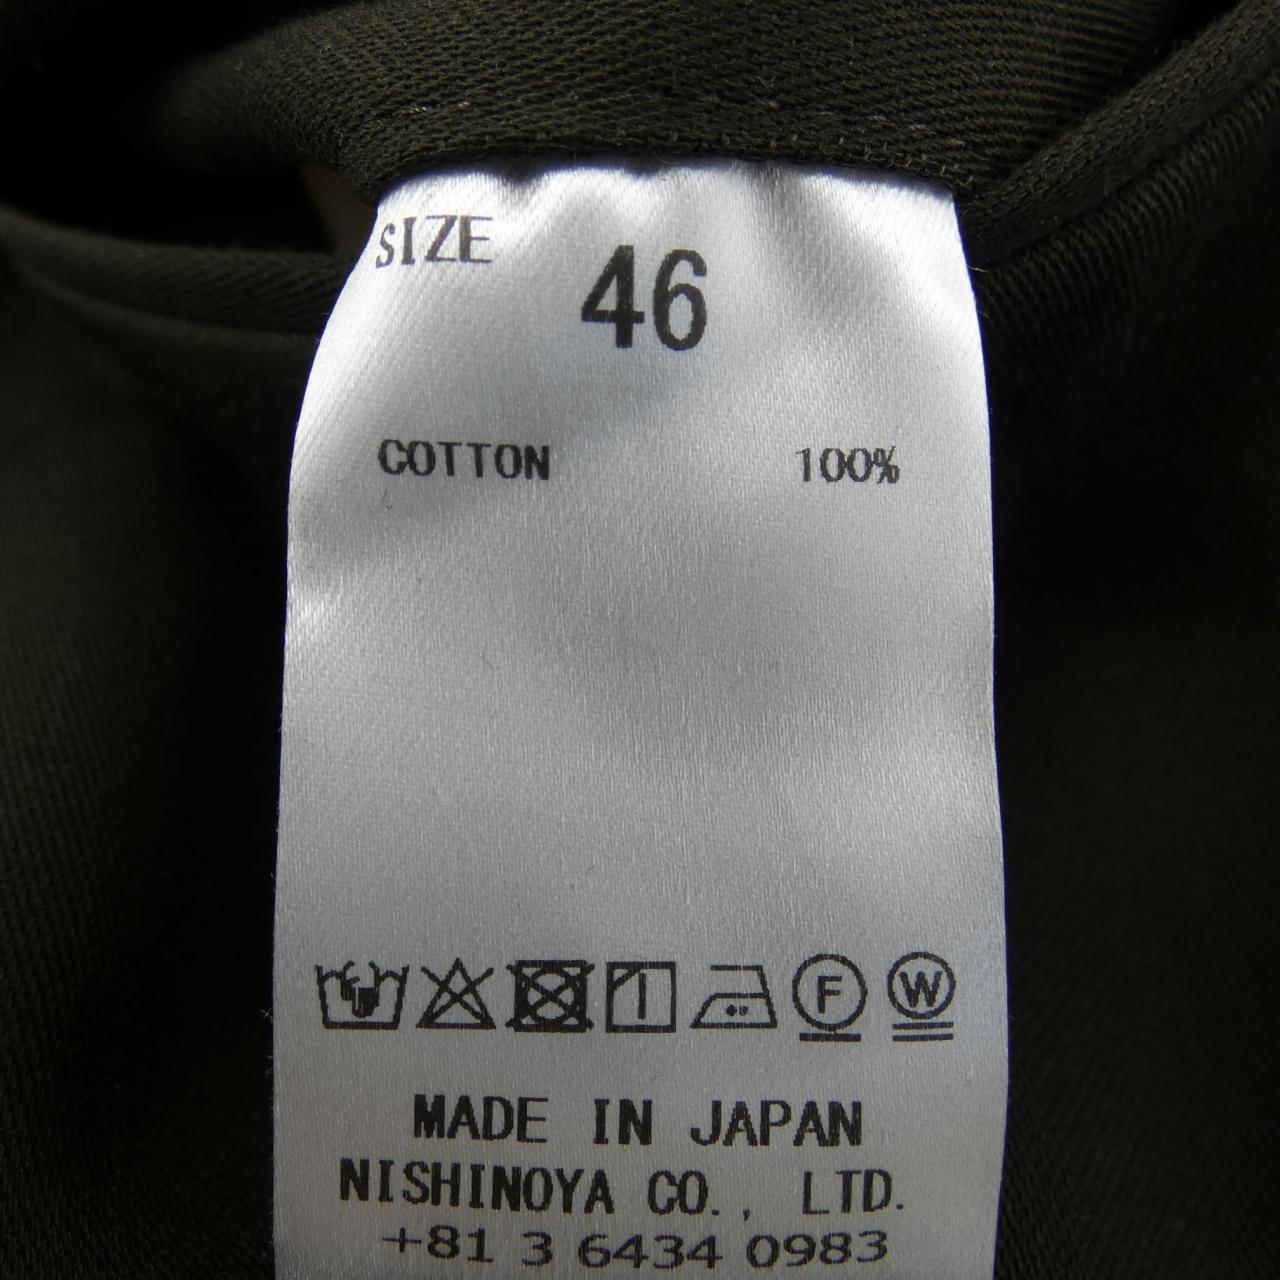 SIZE 46
COTTON 100%
F W
MADE IN JAPAN
NISHINOYA CO., LTD.
+81 3 6434 0983